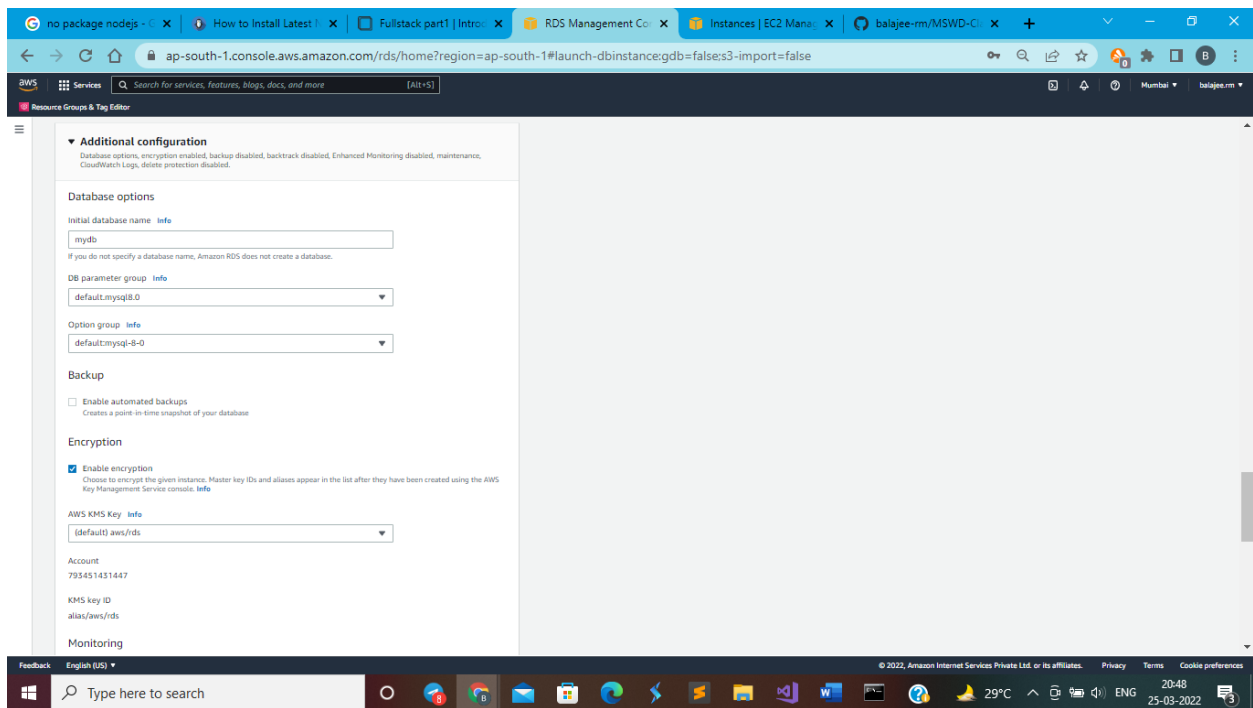 no package nodejs - G
How to Install Latest N
Fullstack part1 | Introd
RDS Management Con
Instances | EC2 Manag
balajee-rm/MSWD-Cl
ap-south-1.console.aws.amazon.com/rds/home?region=ap-south-1#launch-dbinstance:gdb=false;s3-import=false
B
aws
Services
Search for services, features, blogs, docs, and more
[Alt+S]
Mumbai
balajee.rm
Resource Groups & Tag Editor
Additional configuration
Database options, encryption enabled, backup disabled, backtrack disabled, Enhanced Monitoring disabled, maintenance,
CloudWatch Logs, delete protection disabled.
Database options
Initial database name Info
mydb
If you do not specify a database name, Amazon RDS does not create a database.
DB parameter group Info
default.mysql8.0
Option group Info
default:mysql-8-0
Backup
Enable automated backups
Creates a point-in-time snapshot of your database
Encryption
Enable encryption
Choose to encrypt the given instance. Master key IDs and aliases appear in the list after they have been created using the AWS
Key Management Service console. Info
AWS KMS Key Info
(default) aws/rds
Account
793451431447
KMS key ID
alias/aws/rds
Monitoring
Feedback English (US)
© 2022, Amazon Internet Services Private Ltd. or its affiliates. Privacy Terms Cookie preferences
Type here to search
29°C
ENG
20:48
25-03-2022